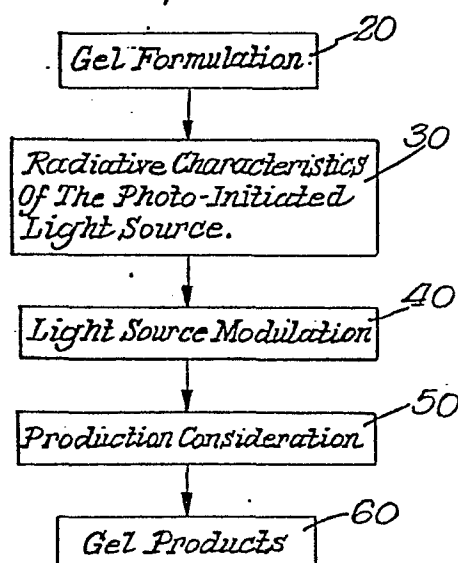 20
Gel Formulation.
30
Radiative Characteristics
Of The Photo-Initiated
Light Source.
40
Light Source Modulation
50
Production Consideration
60
Gel Products